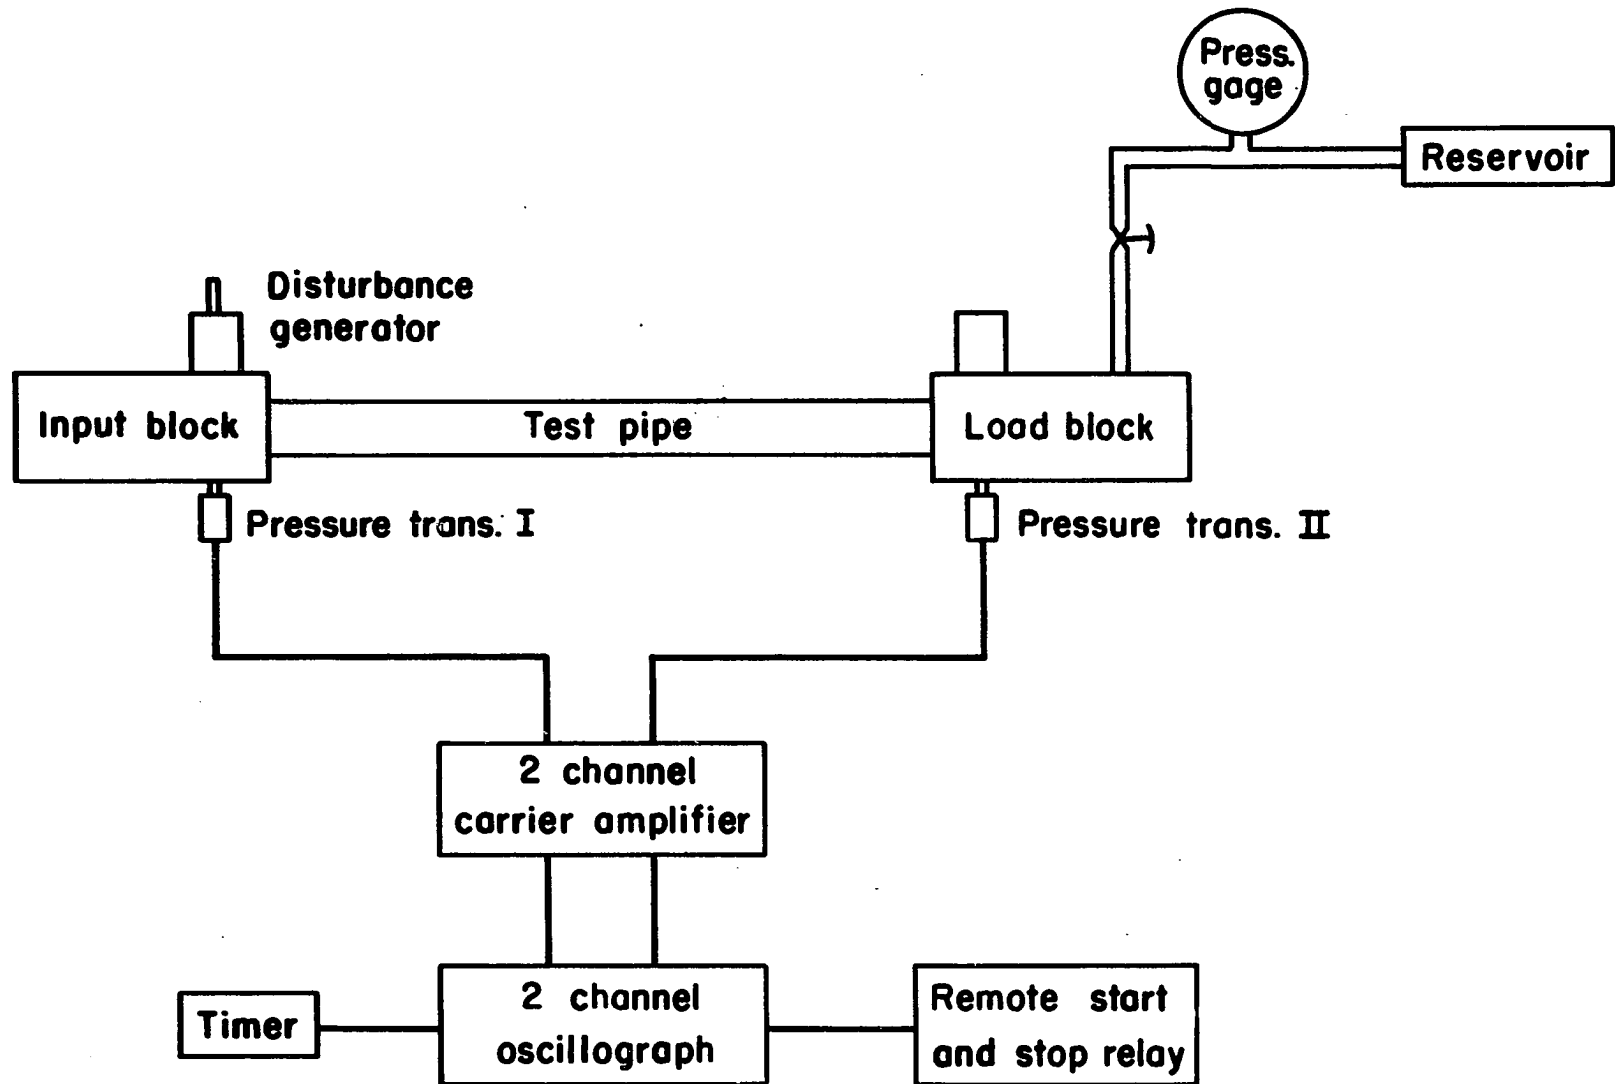 Press.
gage
Reservoir
Disturbance
generator
Input block
Test pipe
Load block
Pressure trans. I
Pressure trans. II
2 channel
carrier amplifier
Timer
2 channel
oscillograph
Remote start
and stop relay